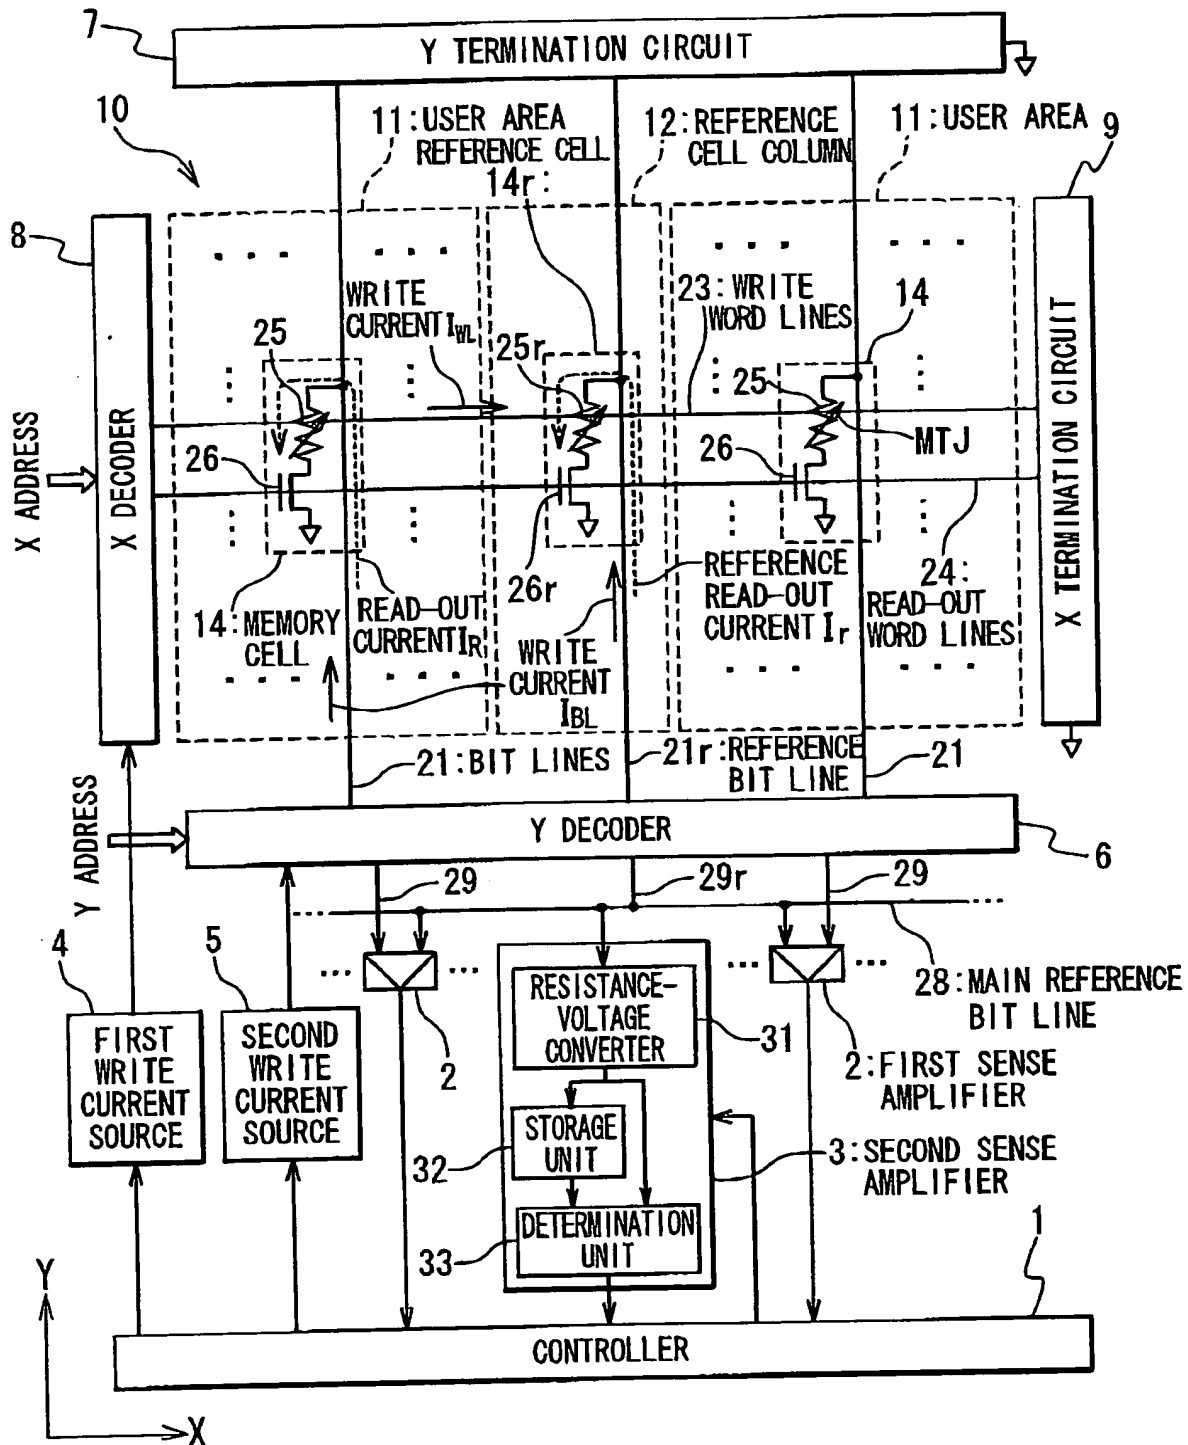 7
Y TERMINATION CIRCUIT
10
11:USER AREA
REFERENCE CELL
14r:
12:REFERENCE
CELL COLUMN
11:USER AREA
9
8
X DECODER
X ADDRESS
WRITE
CURRENT IWL
23:WRITE
WORD LINES
14
25
25r
25
MTJ
26
26r
26
X TERMINATION CIRCUIT
14:MEMORY
CELL
READ-OUT
CURRENT IR
WRITE
CURRENT
IBL
REFERENCE
READ-OUT
CURRENT Ir
24:
READ-OUT
WORD LINES
21:BIT LINES
21r:REFERENCE
BIT LINE
21
Y ADDRESS
Y DECODER
6
29
29r
29
4
5
2
28:MAIN REFERENCE
BIT LINE
FIRST
WRITE
CURRENT
SOURCE
SECOND
WRITE
CURRENT
SOURCE
RESISTANCE-
VOLTAGE
CONVERTER
31
2:FIRST SENSE
AMPLIFIER
STORAGE
UNIT
32
3:SECOND SENSE
AMPLIFIER
DETERMINATION
UNIT
33
1
CONTROLLER
Y
X